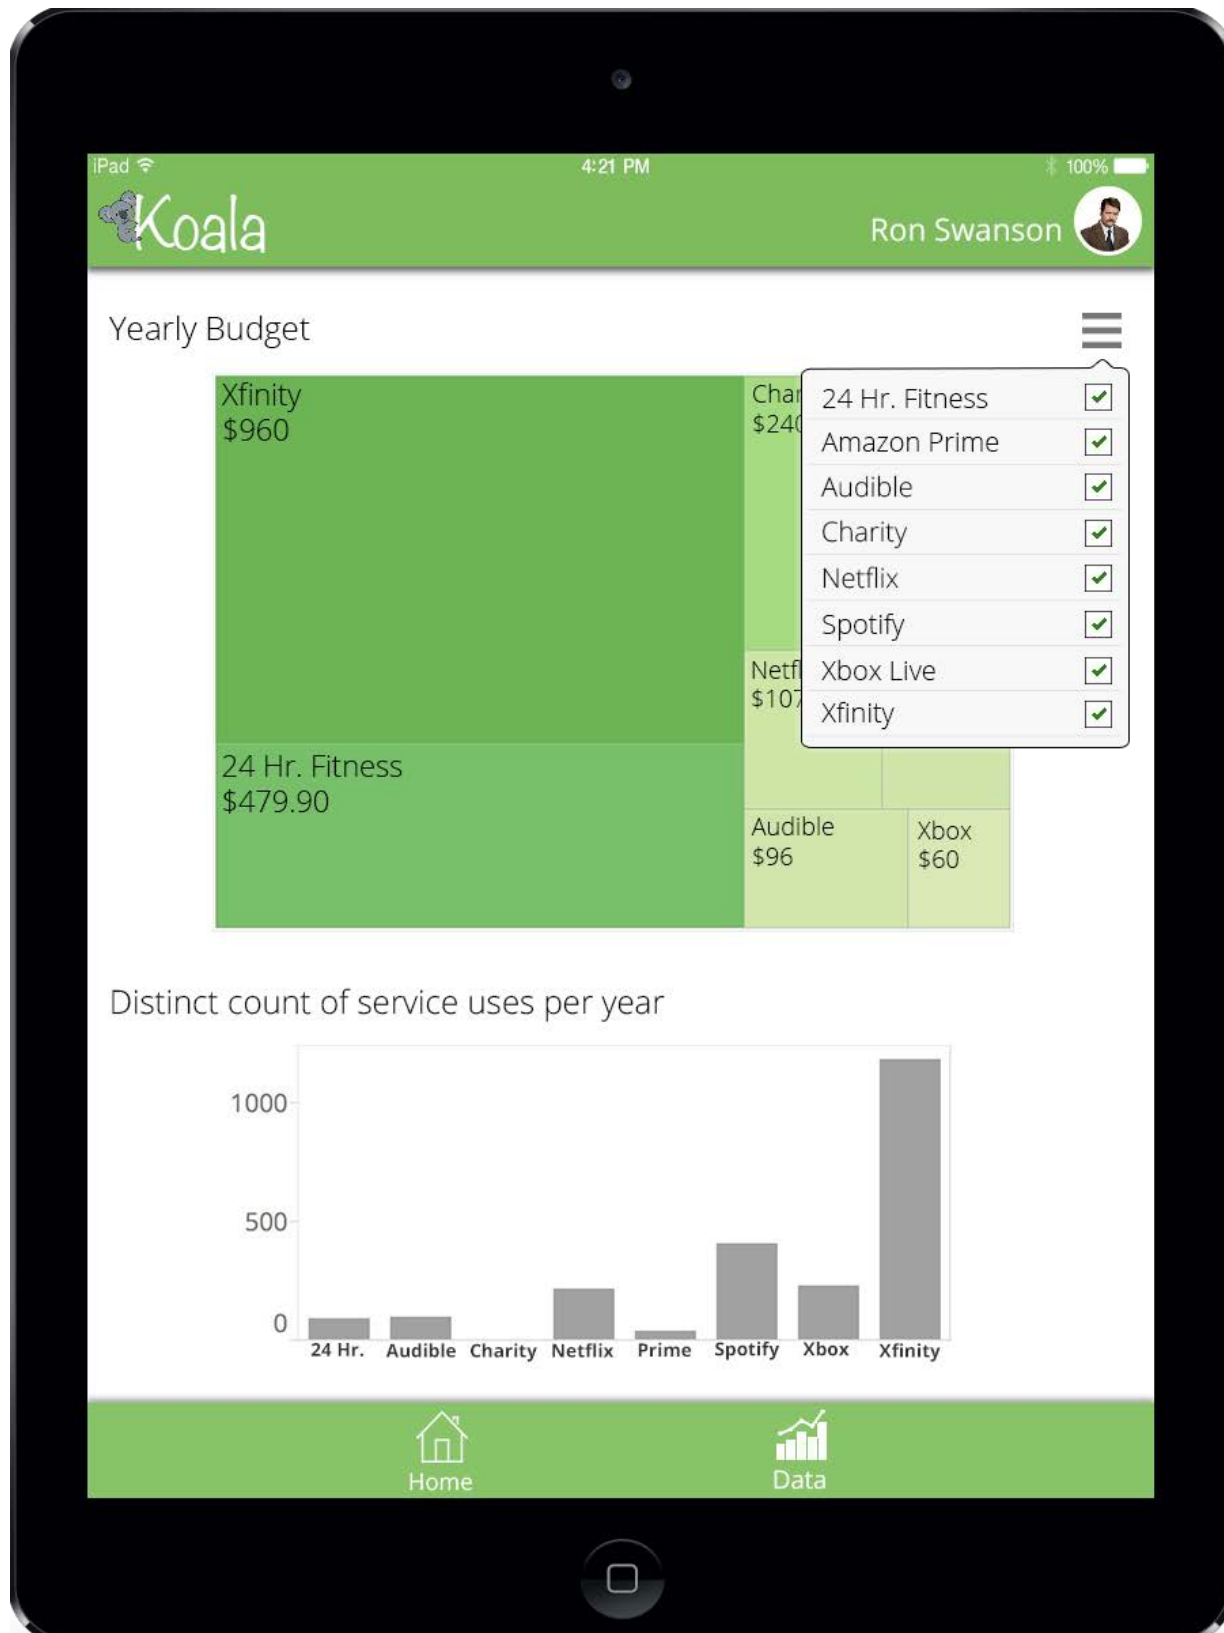 iPad 4:21 PM 100%
Koala
Ron Swanson
Yearly Budget
Xfinity
$960
24 Hr. Fitness
$479.90
Audible
$96
Xbox
$60
24 Hr. Fitness
Amazon Prime
Audible
Charity
Netflix
Spotify
Xbox Live
Xfinity
Distinct count of service uses per year
1000
500
0
24 Hr. Audible Charity Netflix Prime Spotify Xbox Xfinity
Home
Data